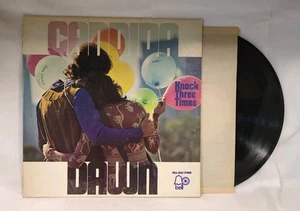 CANDIDA
Knock
Three
Times
DAWN
bell